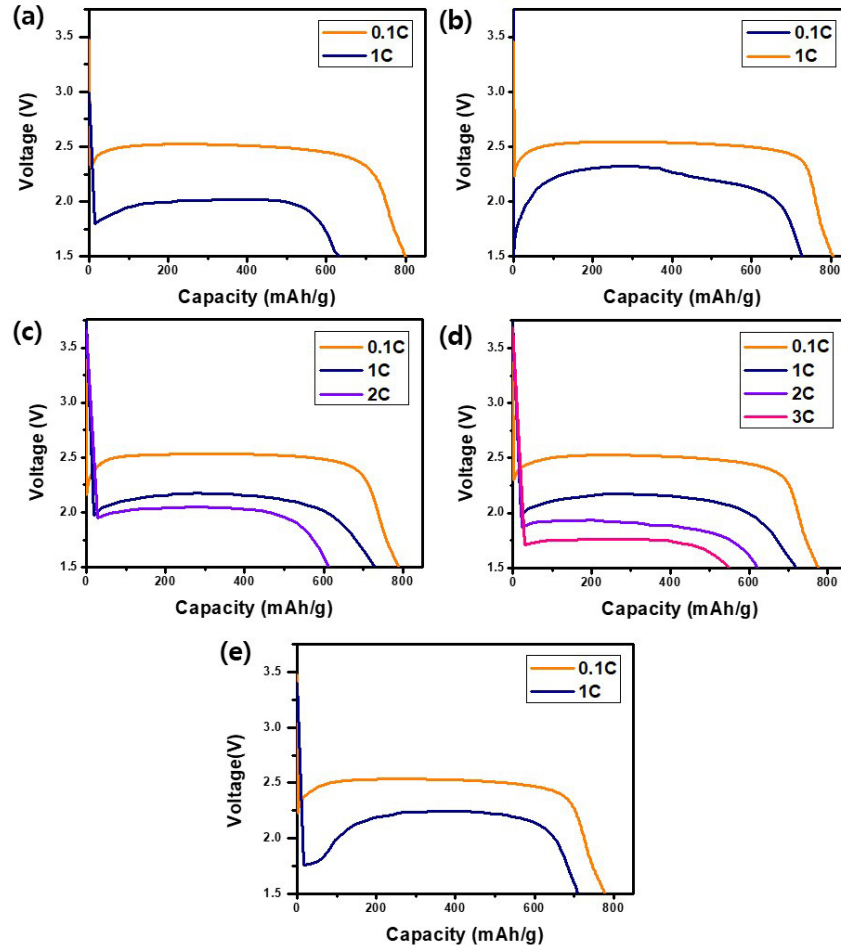 (a)
0.1C
1C
3.5
3.0
2.5
2.0
1.5
Voltage (V)
0 200 400 600 800
Capacity (mAh/g)
(b)
0.1C
1C
3.5
3.0
2.5
2.0
1.5
Voltage (V)
0 200 400 600 800
Capacity (mAh/g)
(c)
0.1C
1C
2C
3.5
3.0
2.5
2.0
1.5
Voltage (V)
0 200 400 600 800
Capacity (mAh/g)
(d)
0.1C
1C
2C
3C
3.5
3.0
2.5
2.0
1.5
Voltage (V)
0 200 400 600 800
Capacity (mAh/g)
(e)
0.1C
1C
3.5
3.0
2.5
2.0
1.5
Voltage(V)
0 200 400 600 800
Capacity (mAh/g)